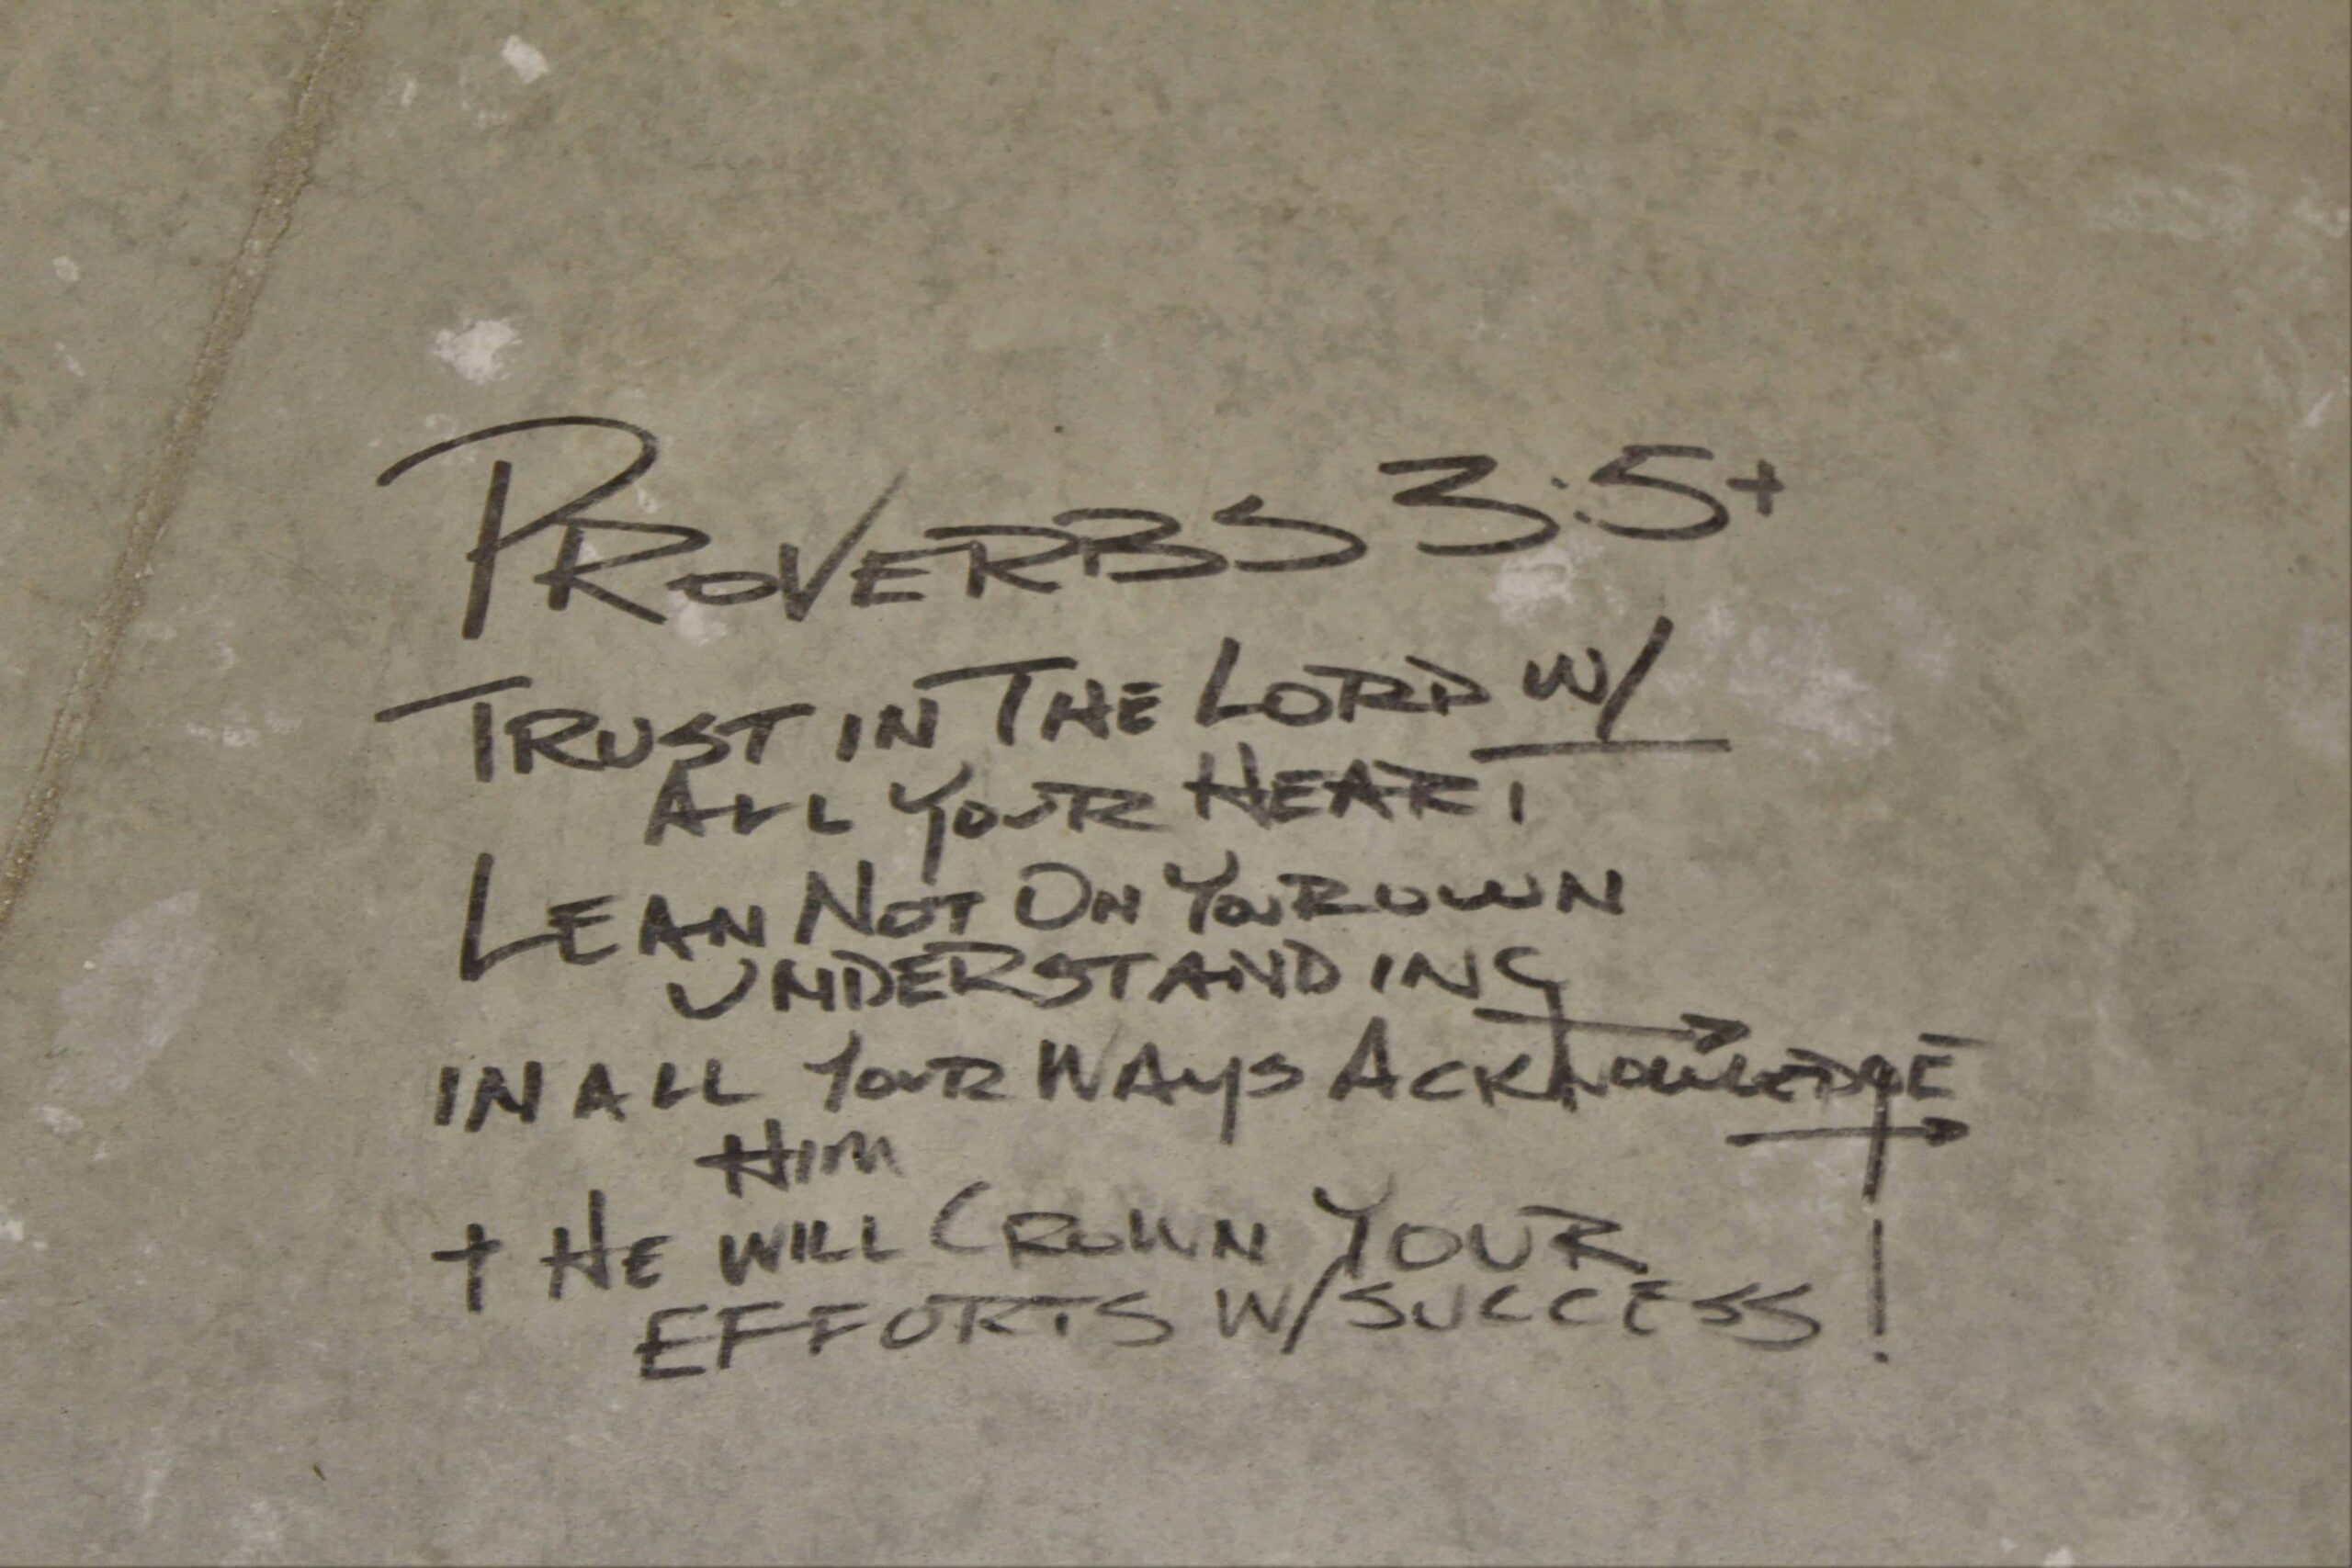 PROVERBS 3:5+
TRUST IN THE LORD W/
ALL YOUR HEART
LEAN NOT ON YOUR OWN
UNDERSTANDING
IN ALL YOUR WAYS ACKNOWLEDGE
HIM
+ HE WILL CROWN YOUR
EFFORTS W/SUCCESS!